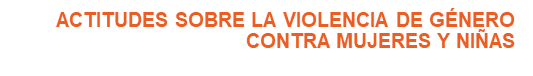 ACTITUDES SOBRE LA VIOLENCIA DE GÉNERO
CONTRA MUJERES Y NIÑAS